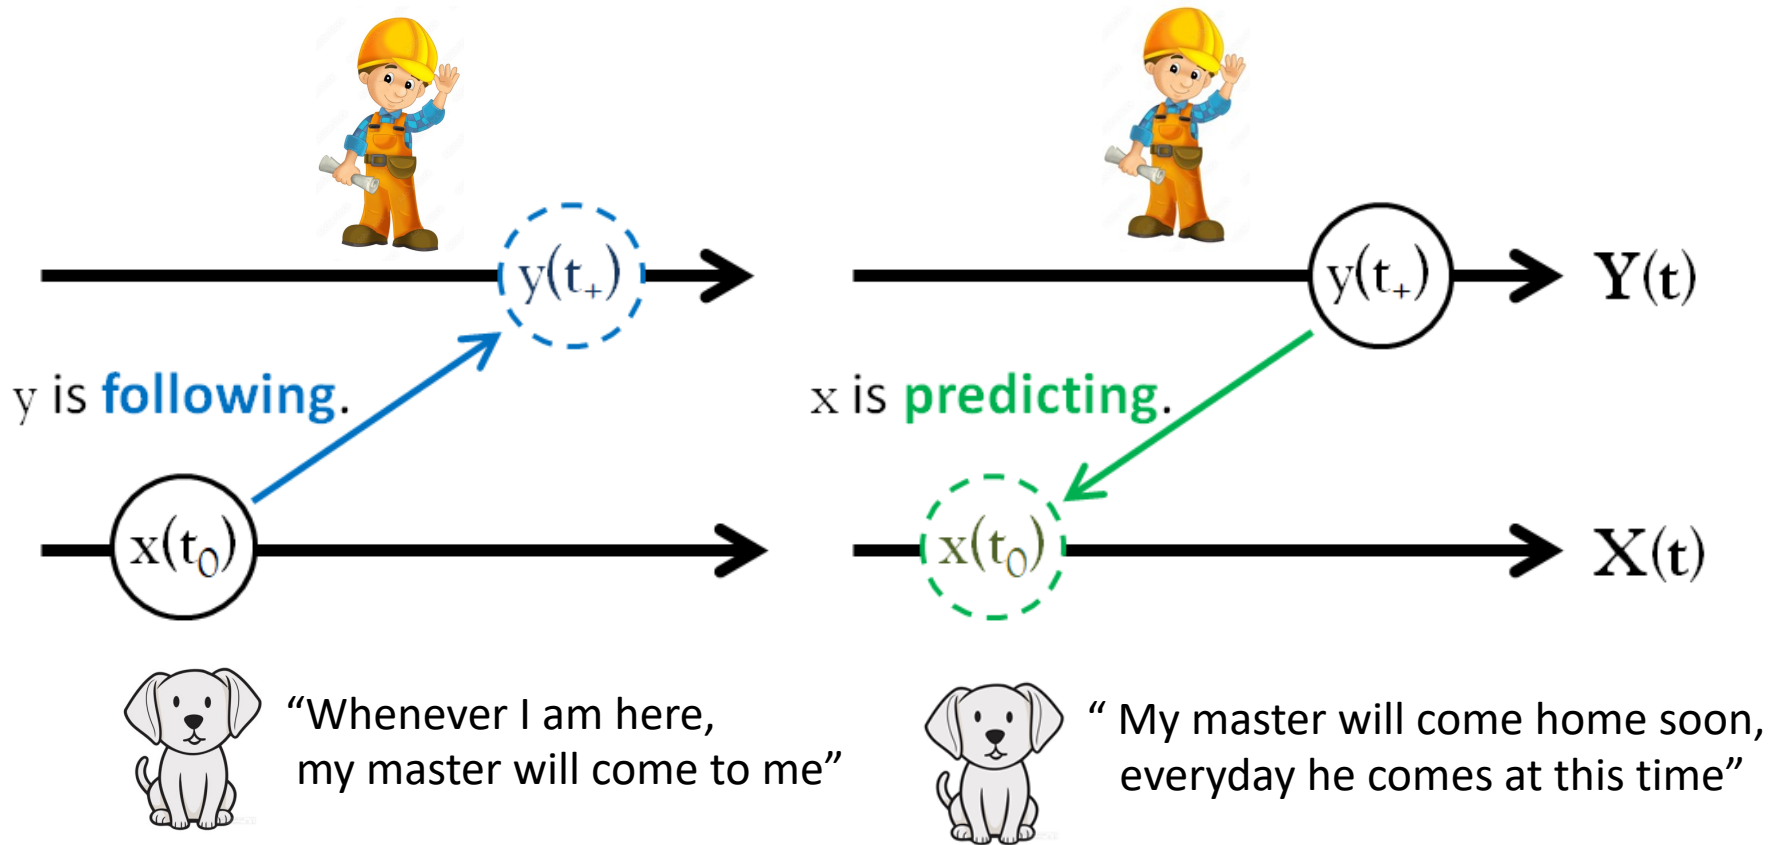 y(t₊)
y is following.
x(t₀)
“Whenever I am here,
my master will come to me”
y(t₊)
Y(t)
x is predicting.
x(t₀)
X(t)
“ My master will come home soon,
everyday he comes at this time”